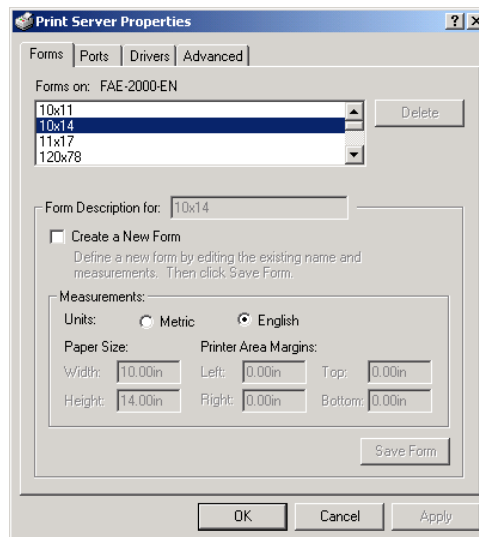 Print Server Properties
Forms Ports Drivers Advanced
Forms on: FAE-2000-EN
10x11
10x14
11x17
120x78
Delete
Form Description for: 10x14
Create a New Form
Define a new form by editing the existing name and
measurements. Then click Save Form.
Measurements:
Units: Metric English
Paper Size: Printer Area Margins:
Width: 10.00in Left: 0.00in Top: 0.00in
Height: 14.00in Right: 0.00in Bottom: 0.00in
Save Form
OK Cancel Apply